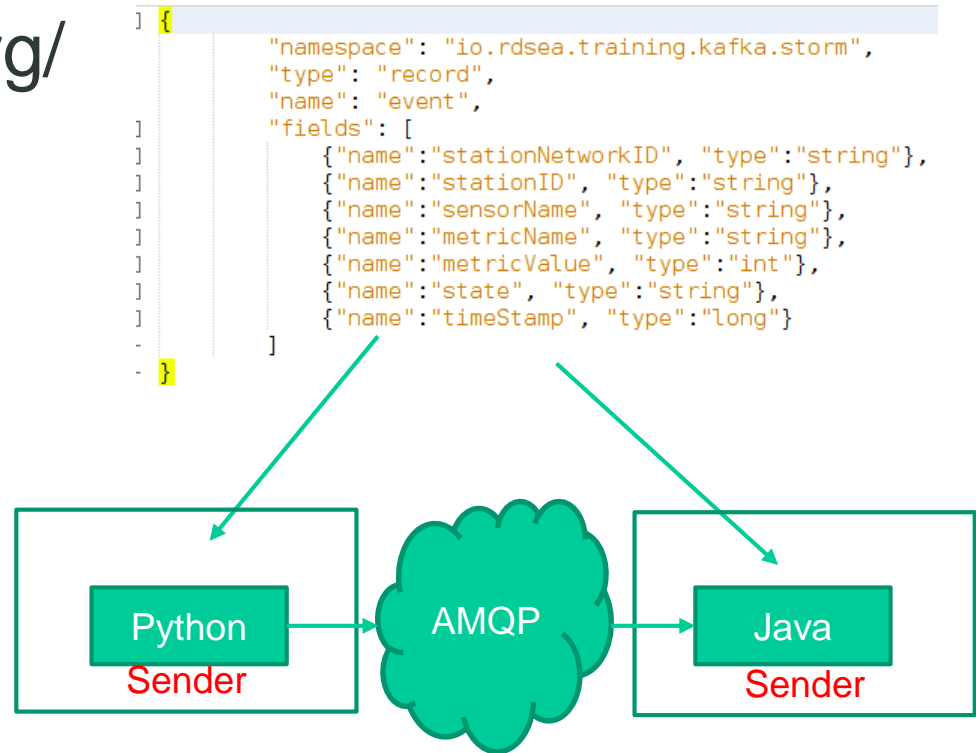 rg/
{
"namespace": "io.rdsea.training.kafka.storm",
"type": "record",
"name": "event",
"fields": [
{"name":"stationNetworkID", "type":"string"},
{"name":"stationID", "type":"string"},
{"name":"sensorName", "type":"string"},
{"name":"metricName", "type":"string"},
{"name":"metricValue", "type":"int"},
{"name":"state", "type":"string"},
{"name":"timeStamp", "type":"long"}
]
}
Python
Sender
AMQP
Java
Sender